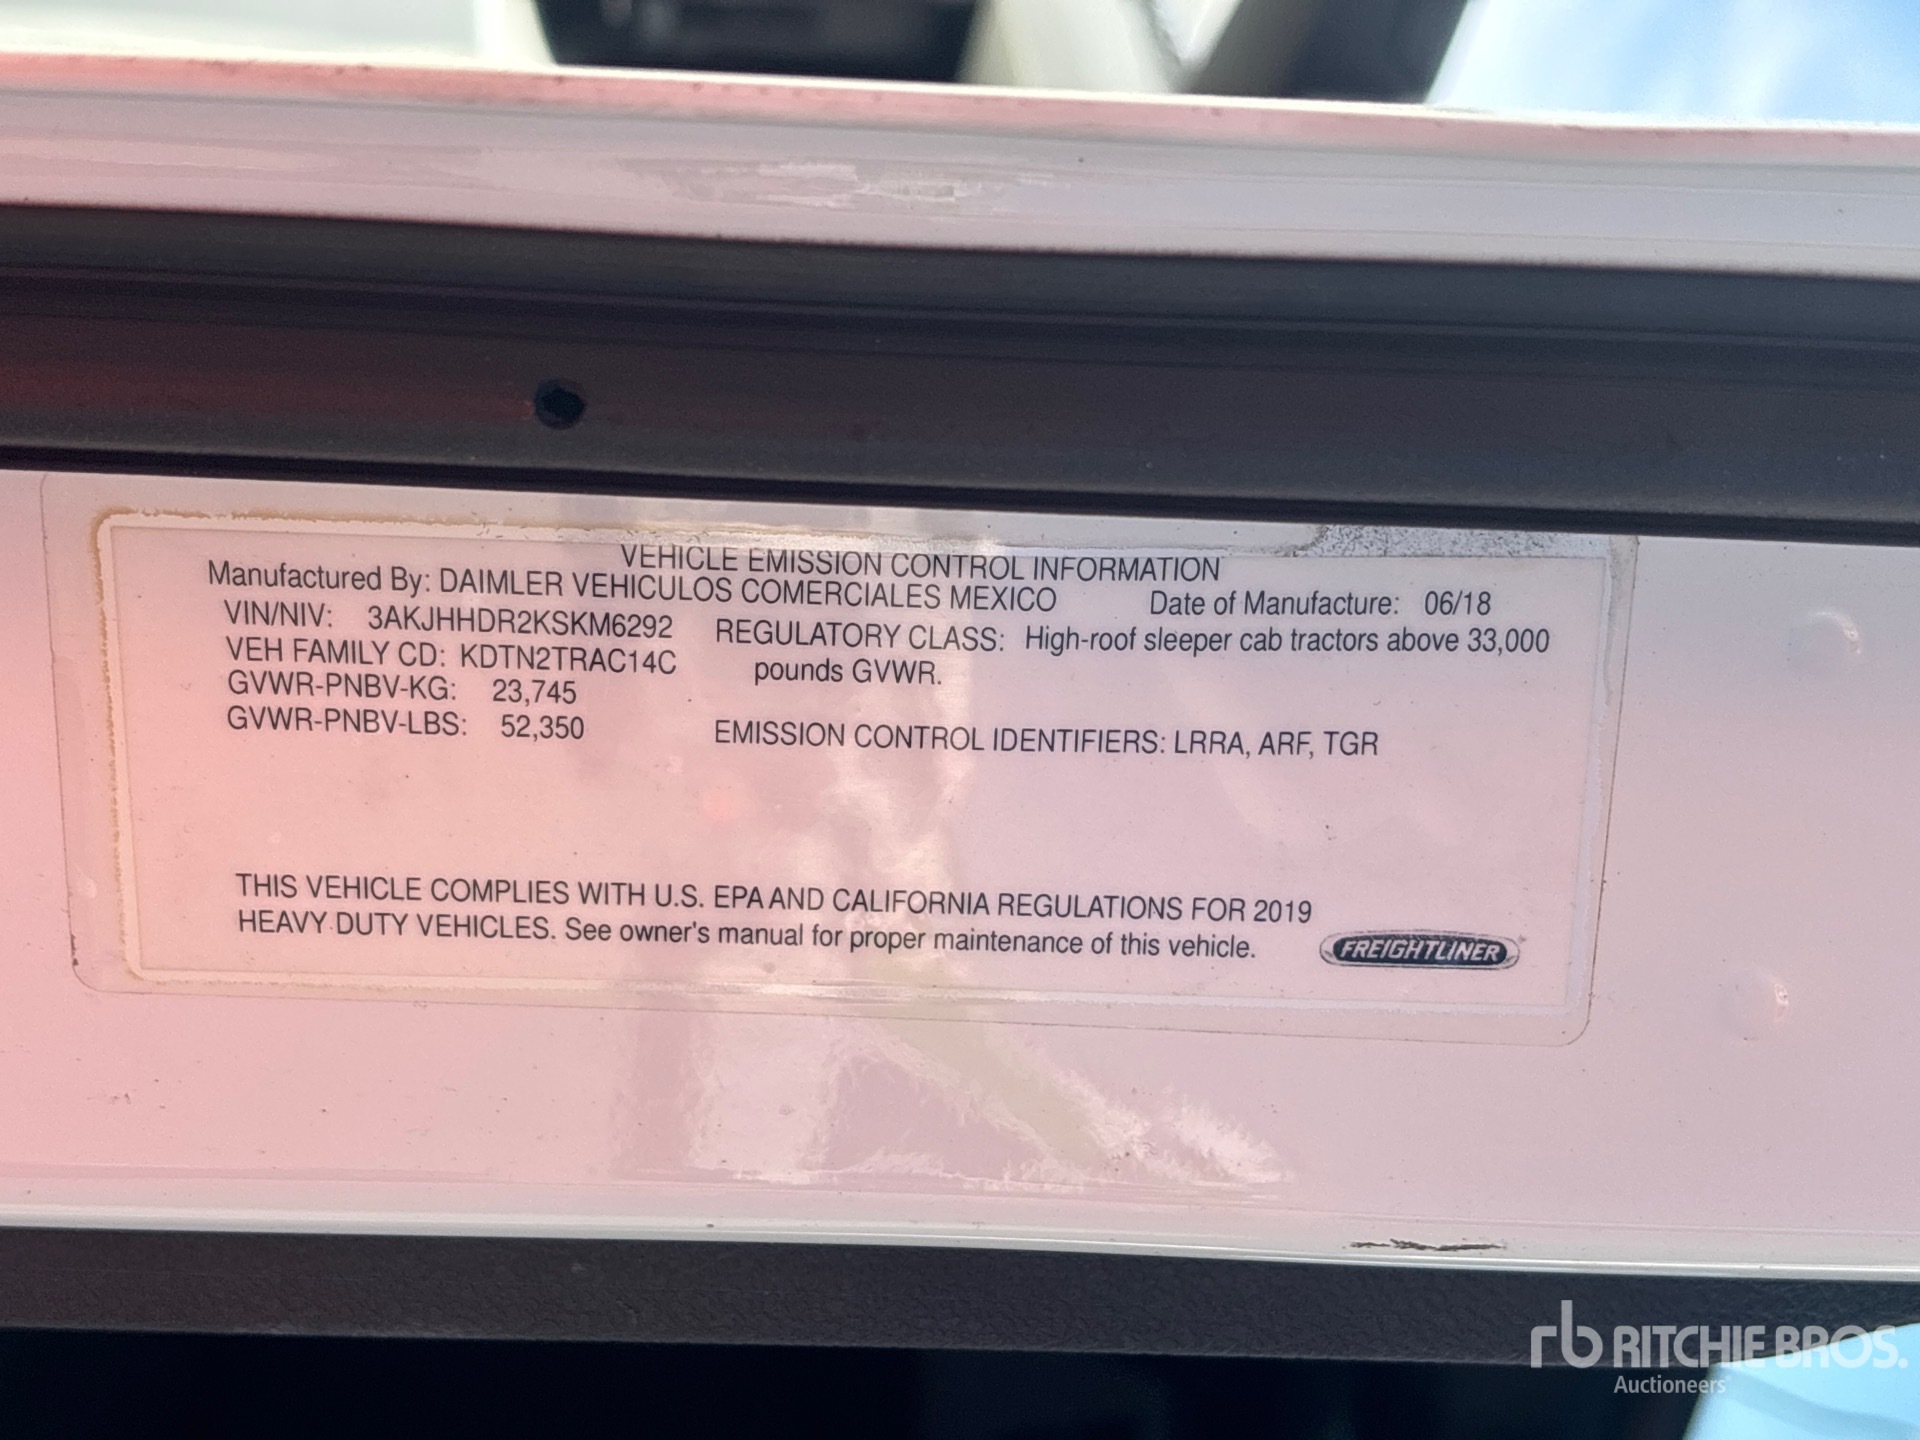 VEHICLE EMISSION CONTROL INFORMATION
Manufactured By: DAIMLER VEHICULOS COMERCIALES MEXICO Date of Manufacture: 06/18
VIN/NIV: 3AKJHHDR2KSKM6292
REGULATORY CLASS: High-roof sleeper cab tractors above 33,000
pounds GVWR.
VEH FAMILY CD: KDTN2TRAC14C
GVWR-PNBV-KG: 23,745
GVWR-PNBV-LBS: 52,350
EMISSION CONTROL IDENTIFIERS: LRRA, ARF, TGR
THIS VEHICLE COMPLIES WITH U.S. EPA AND CALIFORNIA REGULATIONS FOR 2019
HEAVY DUTY VEHICLES. See owner's manual for proper maintenance of this vehicle.
FREIGHTLINER
rb RITCHIE BROS.
Auctioneers